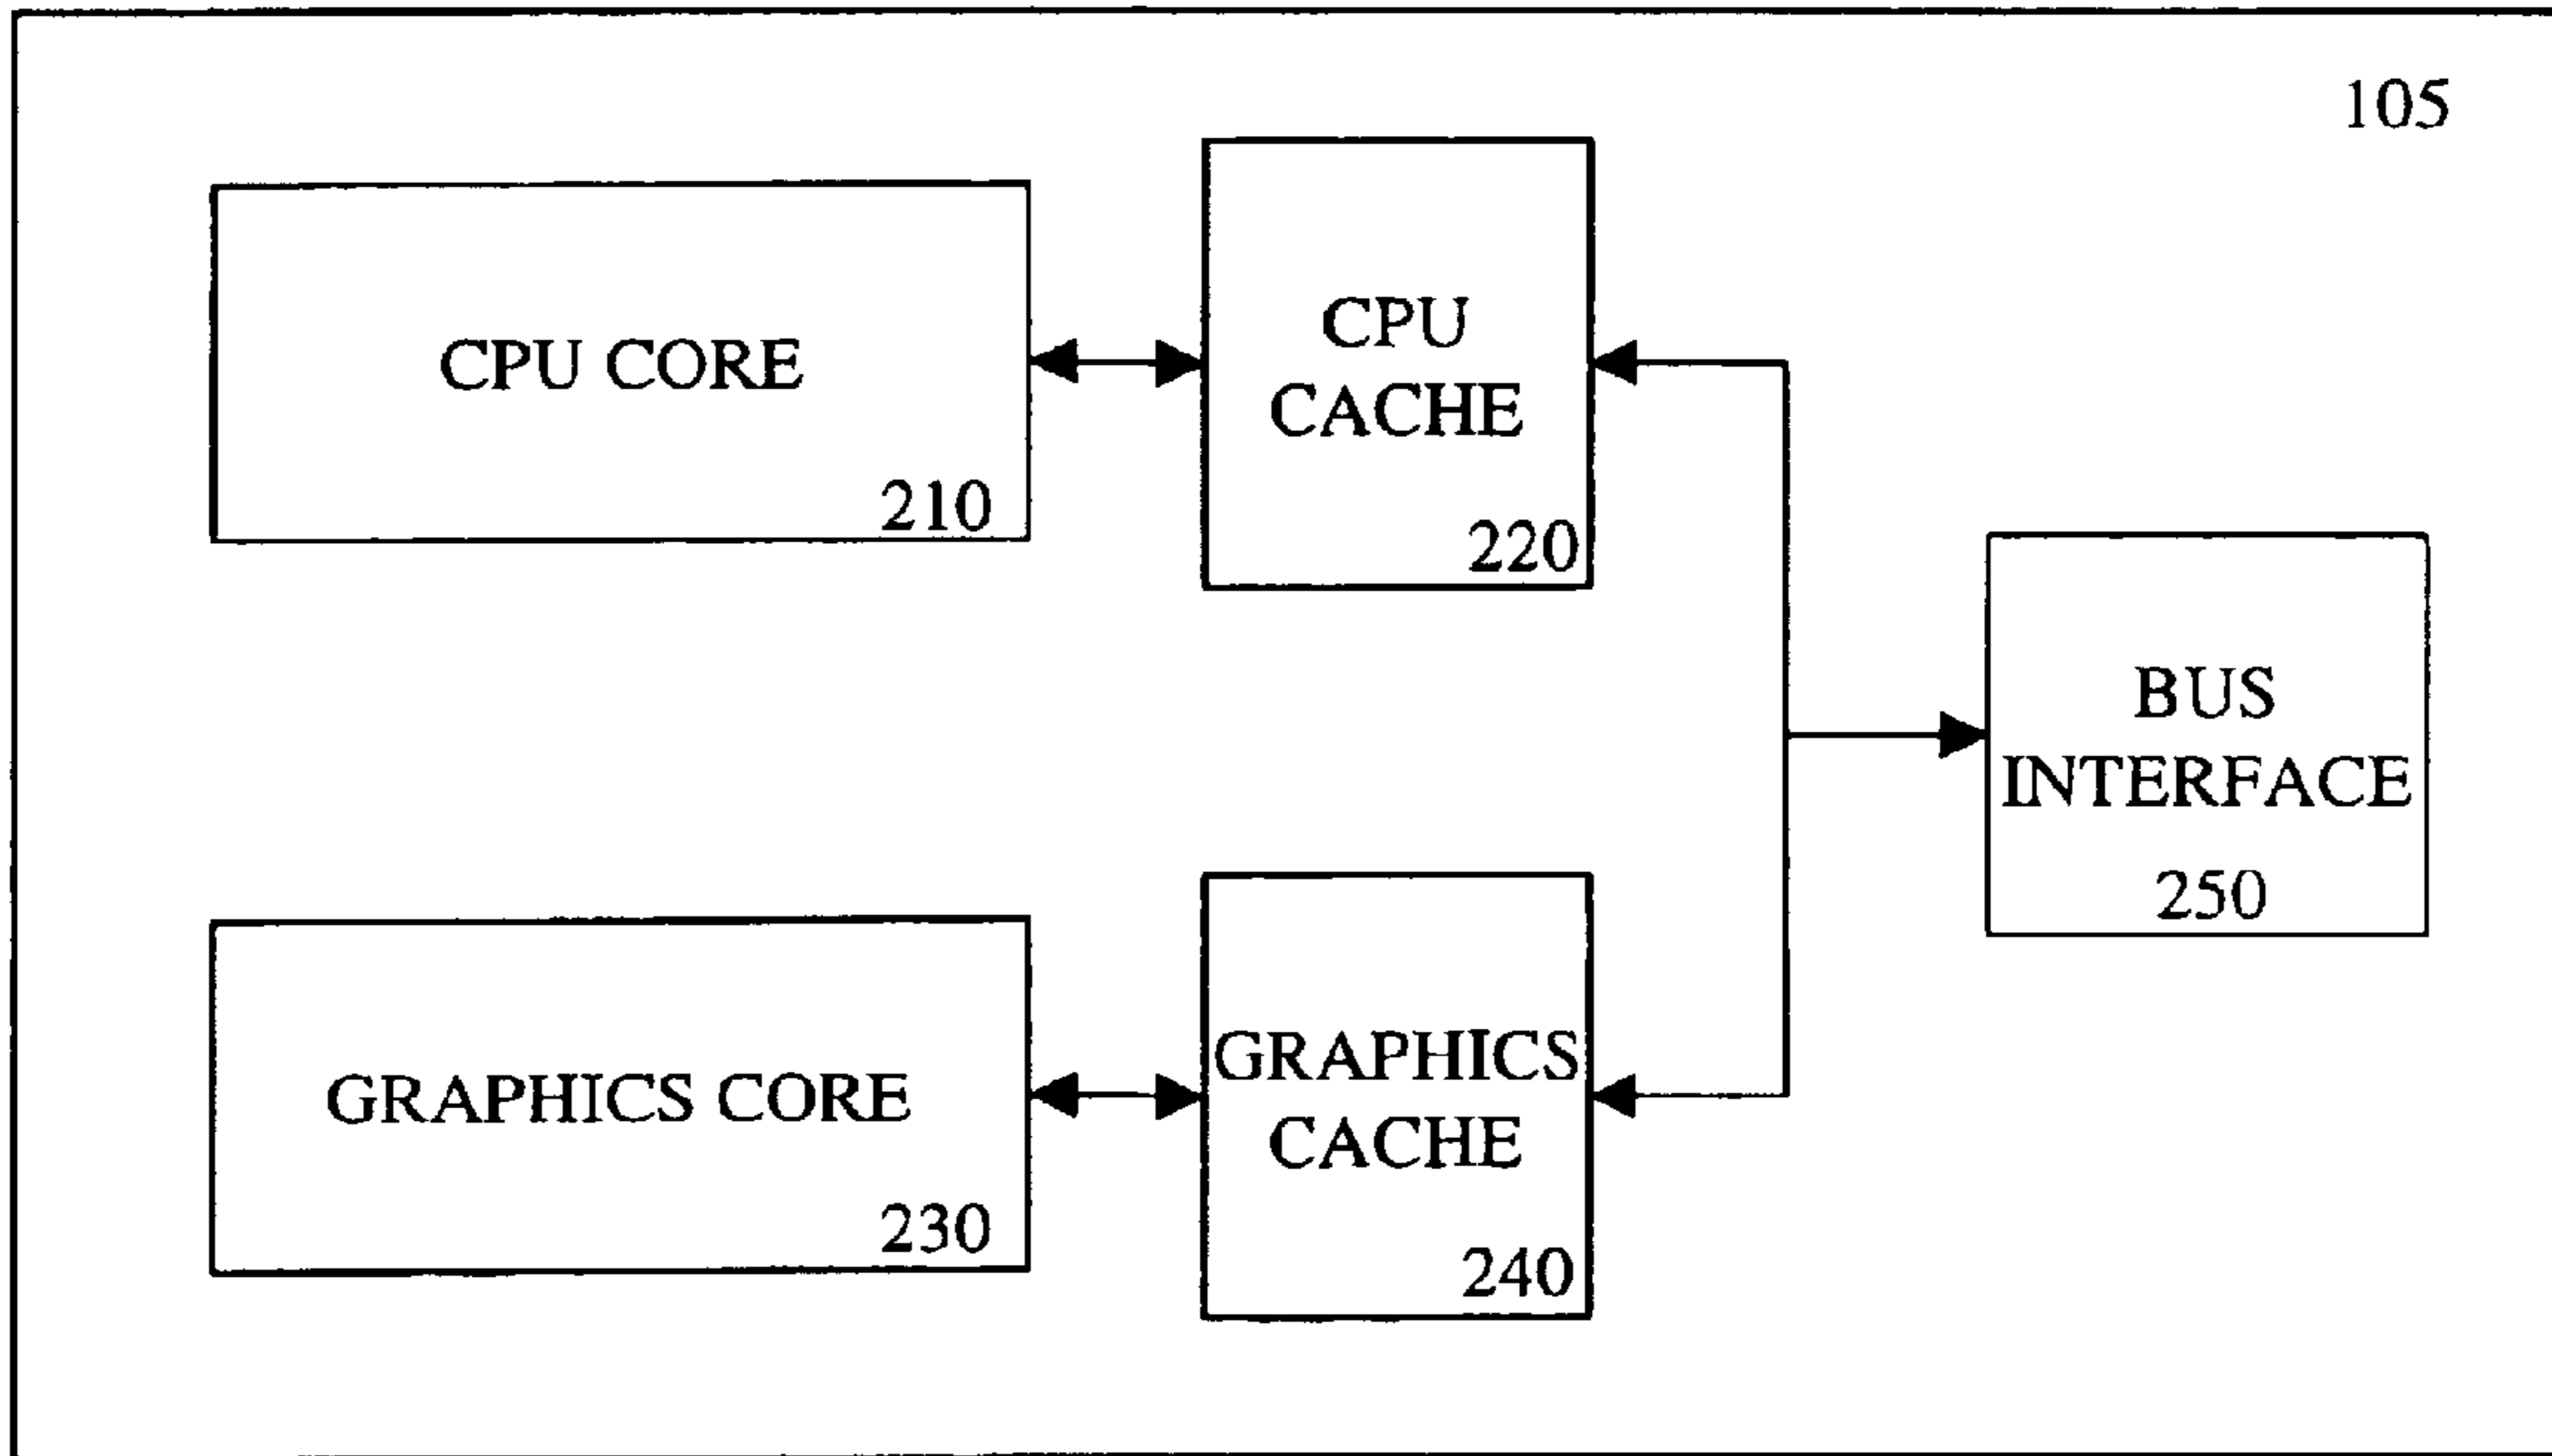 105
CPU CORE
210
CPU
CACHE
220
BUS
INTERFACE
250
GRAPHICS CORE
230
GRAPHICS
CACHE
240